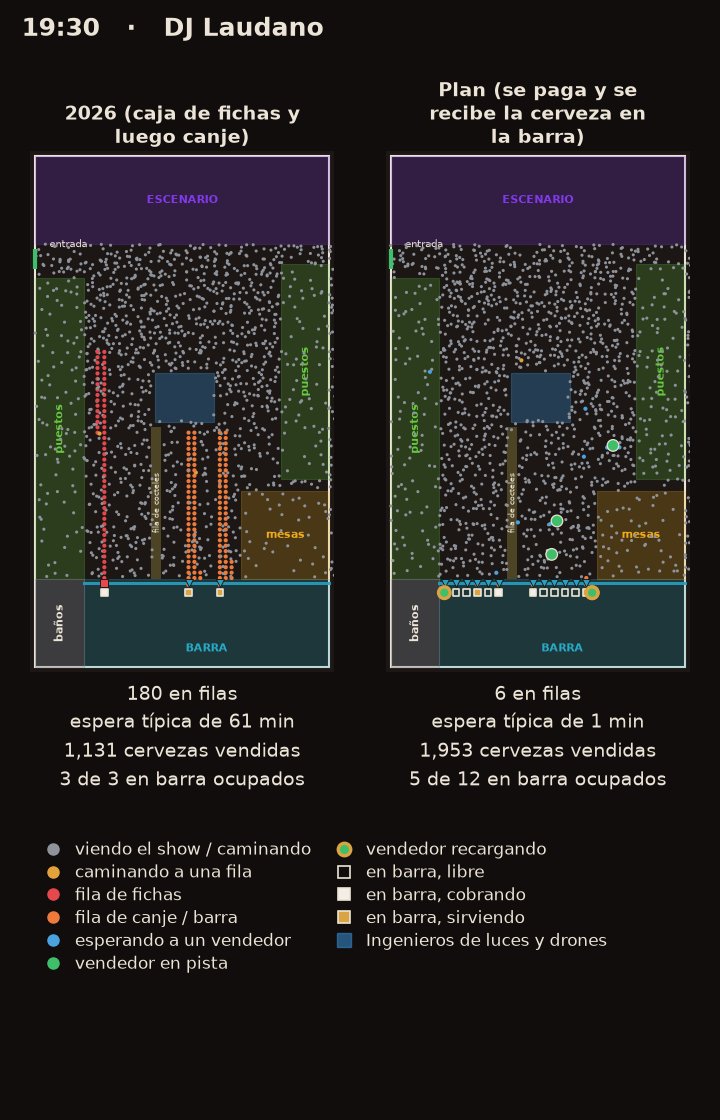 19:30 · DJ Laudano
2026 (caja de fichas y
luego canje)
ESCENARIO
entrada
puestos
puestos
fila de cocteles
mesas
baños
BARRA
180 en filas
espera típica de 61 min
1,131 cervezas vendidas
3 de 3 en barra ocupados
Plan (se paga y se
recibe la cerveza en
la barra)
ESCENARIO
entrada
puestos
puestos
fila de cocteles
mesas
baños
BARRA
6 en filas
espera típica de 1 min
1,953 cervezas vendidas
5 de 12 en barra ocupados
viendo el show / caminando
caminando a una fila
fila de fichas
fila de canje / barra
esperando a un vendedor
vendedor en pista
vendedor recargando
en barra, libre
en barra, cobrando
en barra, sirviendo
Ingenieros de luces y drones